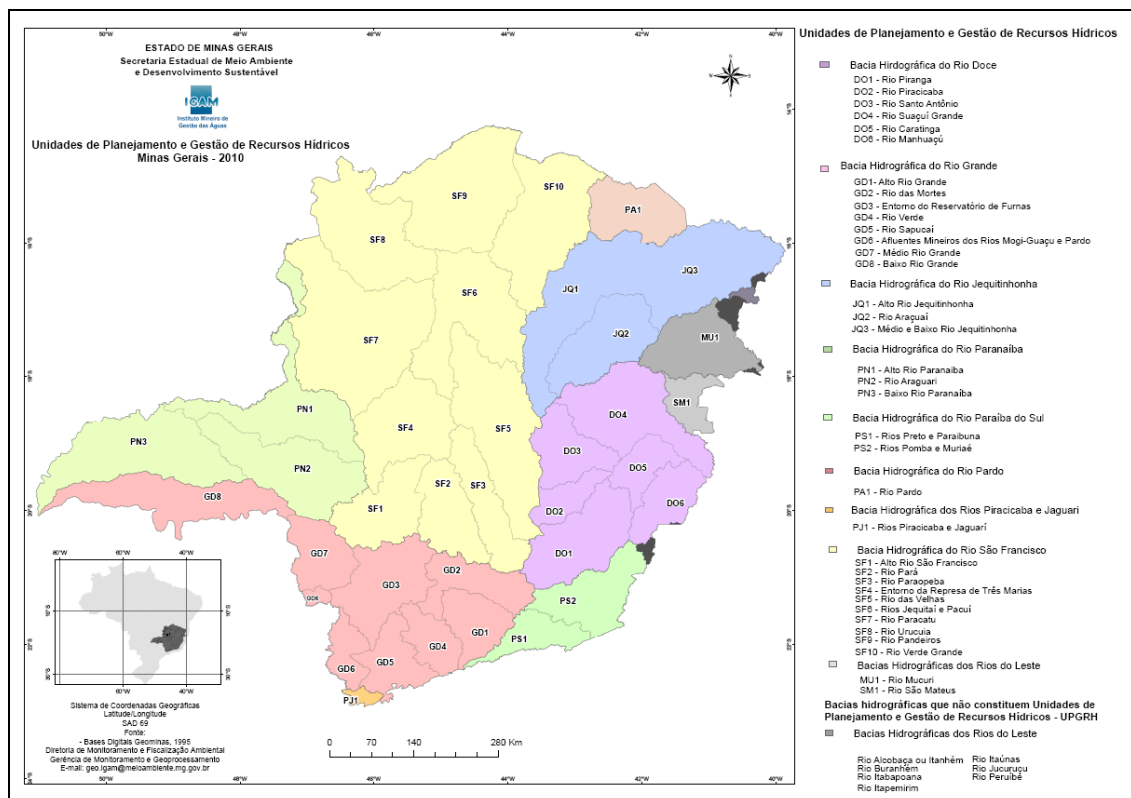 50°W
48°W
46°W
44°W
42°W
40°W
ESTADO DE MINAS GERAIS
Secretaria Estadual de Meio Ambiente
e Desenvolvimento Sustentável
IGAM
Instituto Mineiro de
Gestão das Águas
Unidades de Planejamento e Gestão de Recursos Hídricos
Minas Gerais - 2010
N
W
E
S
14°S
16°S
18°S
20°S
22°S
24°S
SF10
SF9
PA1
SF8
JQ3
SF6
JQ1
JQ2
SF7
MU1
PN1
SM1
DO4
SF4
SF5
PN3
DO3
PN2
DO5
SF2
SF3
GD8
DO6
SF1
DO2
GD7
DO1
GD2
GD3
GD6
PS2
GD1
PS1
GD4
GD5
GD6
PJ1
80°W
60°W
40°W
10°S
30°S
60°W
40°W
Sistema de Coordenadas Geográficas
Latitude/Longitude
SAD 69
Fonte:
- Bases Digitais Geominas, 1995
Diretoria de Monitoramento e Fiscalização Ambiental
Gerência de Monitoramento e Geoprocessamento
E-mail: geo.igam@meioambiente.mg.gov.br
0 70 140 280 Km
Unidades de Planejamento e Gestão de Recursos Hídricos
Bacia Hirdográfica do Rio Doce
DO1 - Rio Piranga
DO2 - Rio Piracicaba
DO3 - Rio Santo Antônio
DO4 - Rio Suaçuí Grande
DO5 - Rio Caratinga
DO6 - Rio Manhuaçú
Bacia Hidrográfica do Rio Grande
GD1- Alto Rio Grande
GD2 - Rio das Mortes
GD3 - Entorno do Reservatório de Furnas
GD4 - Rio Verde
GD5 - Rio Sapucaí
GD6 - Afluentes Mineiros dos Rios Mogi-Guaçu e Pardo
GD7 - Médio Rio Grande
GD8 - Baixo Rio Grande
Bacia Hidrográfica do Rio Jequitinhonha
JQ1 - Alto Rio Jequitinhonha
JQ2 - Rio Araçuaí
JQ3 - Médio e Baixo Rio Jequitinhonha
Bacia Hidrográfica do Rio Paranaíba
PN1 - Alto Rio Paranaiba
PN2 - Rio Araguari
PN3 - Baixo Rio Paranaíba
Bacia Hidrográfica do Rio Paraíba do Sul
PS1 - Rios Preto e Paraibuna
PS2 - Rios Pomba e Muriaé
Bacia Hidrográfica do Rio Pardo
PA1 - Rio Pardo
Bacia Hidrográfica dos Rios do Piracicaba e Jaguari
PJ1 - Rios Piracicaba e Jaguarí
Bacia Hidrográfica do Rio São Francisco
SF1 - Alto Rio São Francisco
SF2 - Rio Pará
SF3 - Rio Paraopeba
SF4 - Entorno da Represa de Três Marias
SF5 - Rio das Velhas
SF6 - Rios Jequitaí e Pacuí
SF7 - Rio Paracatu
SF8 - Rio Urucuia
SF9 - Rio Pandeiros
SF10 - Rio Verde Grande
Bacias Hidrográficas dos Rios do Leste
MU1 - Rio Mucuri
SM1 - Rio São Mateus
Bacias hidrográficas que não constituem Unidades de
Planejamento e Gestão de Recursos Hídricos - UPGRH
Bacias Hidrográficas dos Rios do Leste
Rio Alcobaça ou Itanhém Rio Itaúnas
Rio Buranhém Rio Jucuruçu
Rio Itabapoana Rio Peruíbe
Rio Itapemirim